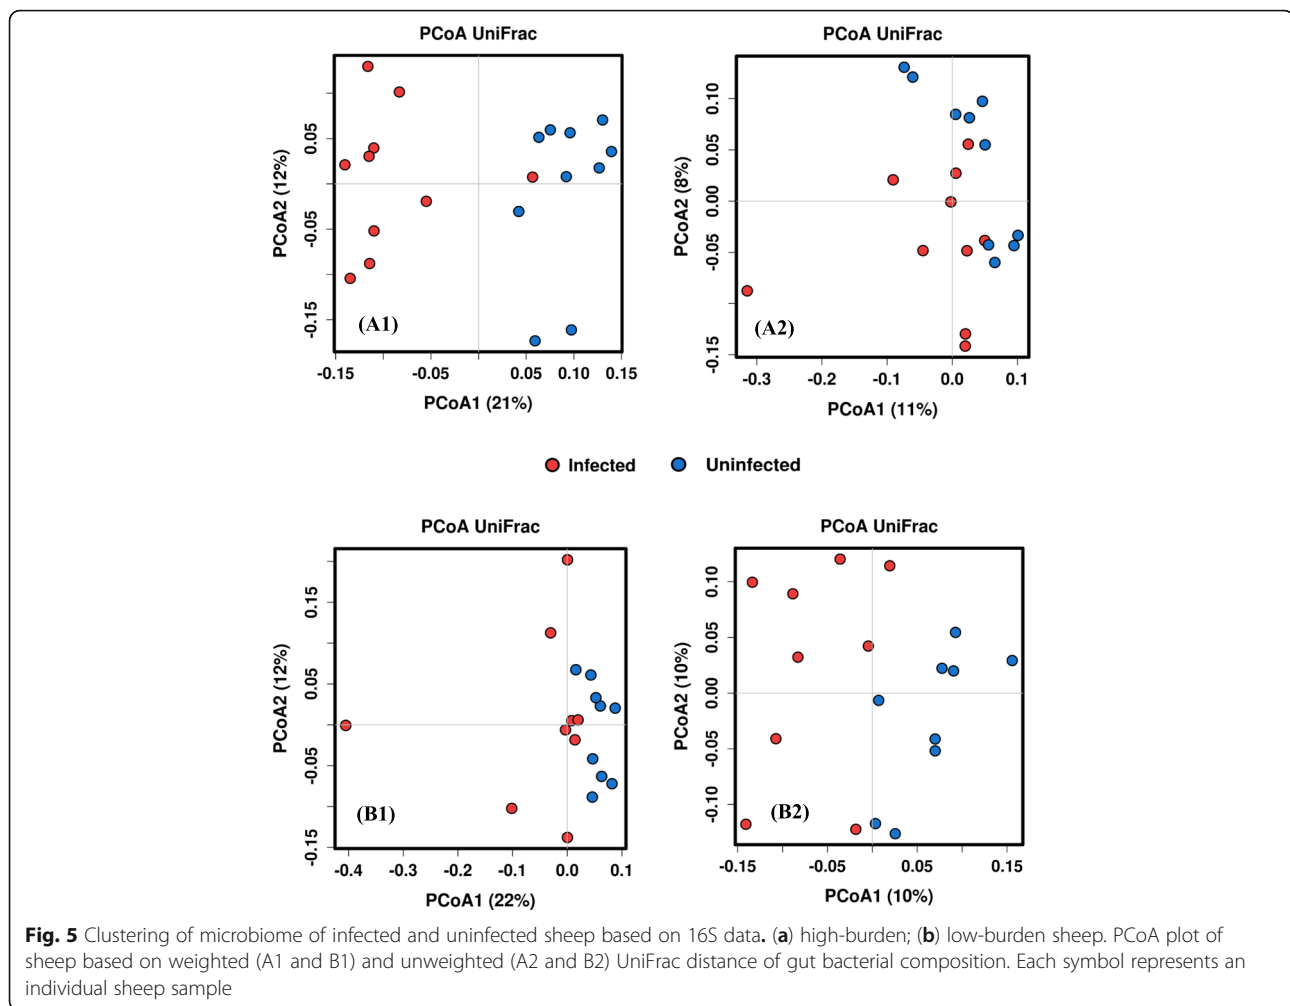 PCoA UniFrac
PCoA2 (12%)
0.05
-0.05
-0.15
(A1)
-0.15
-0.05
0.05
0.10
0.15
PCoA1 (21%)
PCoA UniFrac
PCoA2 (8%)
0.10
0.05
0.00
-0.05
-0.15
(A2)
-0.3
-0.2
-0.1
0.0
0.1
PCoA1 (11%)
Infected
Uninfected
PCoA UniFrac
PCoA2 (12%)
0.15
0.05
-0.05
-0.15
(B1)
-0.4
-0.3
-0.2
-0.1
0.0
0.1
PCoA1 (22%)
PCoA UniFrac
PCoA2 (10%)
0.10
0.05
0.00
-0.05
-0.10
(B2)
-0.15
-0.05
0.05
0.15
PCoA1 (10%)
Fig. 5 Clustering of microbiome of infected and uninfected sheep based on 16S data. (a) high-burden; (b) low-burden sheep. PCoA plot of
sheep based on weighted (A1 and B1) and unweighted (A2 and B2) UniFrac distance of gut bacterial composition. Each symbol represents an
individual sheep sample